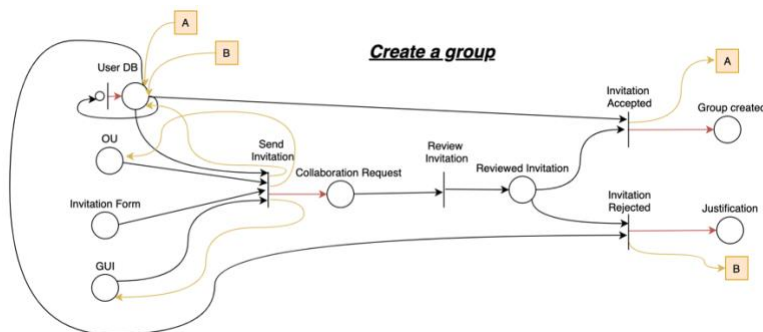 A
B
Create a group
User DB
A
Invitation
Accepted
Group created
OU
Send
Invitation
Review
Invitation
Collaboration Request
Reviewed Invitation
Invitation Form
Invitation
Rejected
Justification
GUI
B